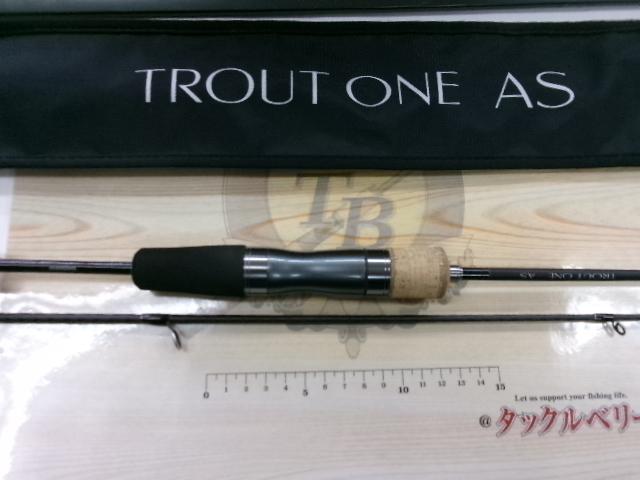 TROUT ONE AS
TB
TROUT ONE AS
0 1 2 3 4 5 6 7 8 9 10 11 12 13 14 15
Let us support your fishing life.
@タックルベリー